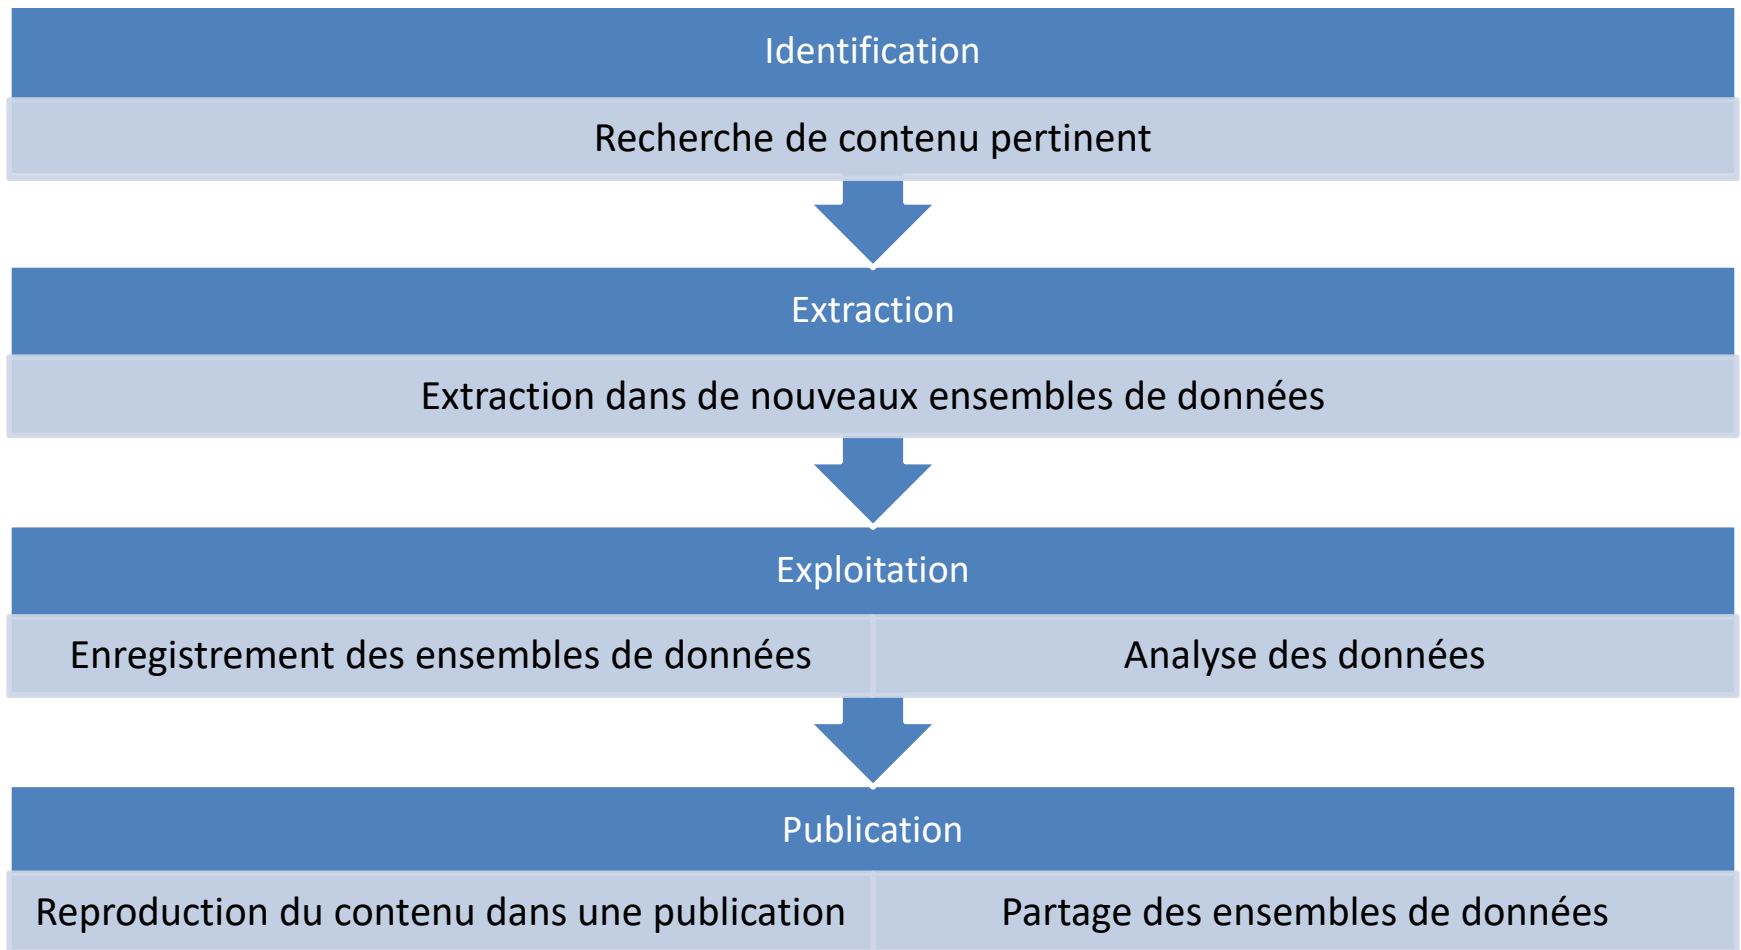 Identification
Recherche de contenu pertinent
Extraction
Extraction dans de nouveaux ensembles de données
Exploitation
Enregistrement des ensembles de données
Analyse des données
Publication
Reproduction du contenu dans une publication
Partage des ensembles de données